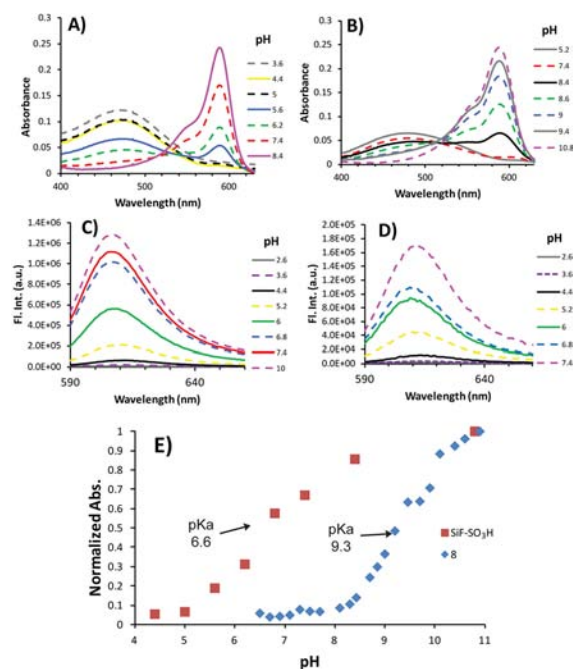 A)
pH
0.3
0.25
0.2
0.15
0.1
0.05
0
Absorbance
400
500
600
Wavelength (nm)
3.6
4.4
5
5.6
6.2
7.4
8.4
B)
pH
0.3
0.25
0.2
0.15
0.1
0.05
0
Absorbance
400
500
600
Wavelength (nm)
5.2
7.4
8.4
8.6
9
9.4
10.8
C)
pH
1.4E+06
1.2E+06
1.0E+06
8.0E+05
6.0E+05
4.0E+05
2.0E+05
0.0E+00
Fl. Int. (a.u.)
590
640
Wavelength (nm)
2.6
3.6
4.4
5.2
6
6.8
7.4
10
D)
pH
2.0E+05
1.8E+05
1.6E+05
1.4E+05
1.2E+05
1.0E+05
8.0E+04
6.0E+04
4.0E+04
2.0E+04
0.0E+00
Fl. Int. (a.u.)
590
640
Wavelength (nm)
2.6
3.6
4.4
5.2
6
6.8
7.4
E)
1
0.9
0.8
0.7
0.6
0.5
0.4
0.3
0.2
0.1
0
Normalized Abs.
pKa
6.6
pKa
9.3
SiF-SO₃H
8
4
5
6
7
8
9
10
11
pH